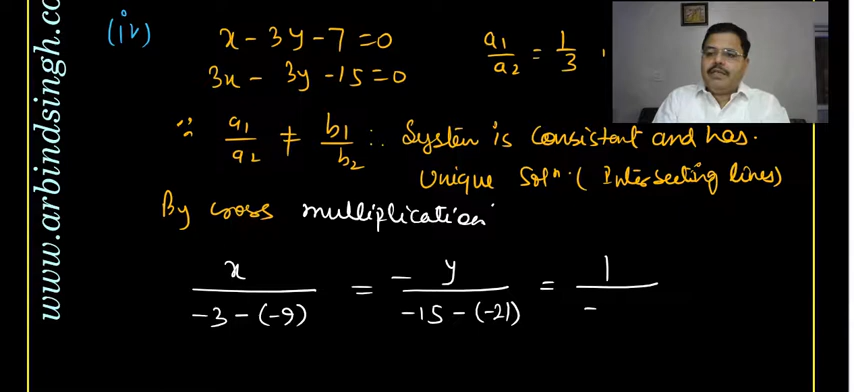 www.arbindsingh.com
(iv) x - 3y - 7 = 0
3x - 3y - 15 = 0
a₁/a₂ = 1/3 ,
∵ a₁/a₂ ≠ b₁/b₂ ∴ System is consistent and has
Unique solⁿ. (Intersecting lines)
By cross multiplication
x/(-3 - (-9)) = -y/(-15 - (-21)) = 1/-